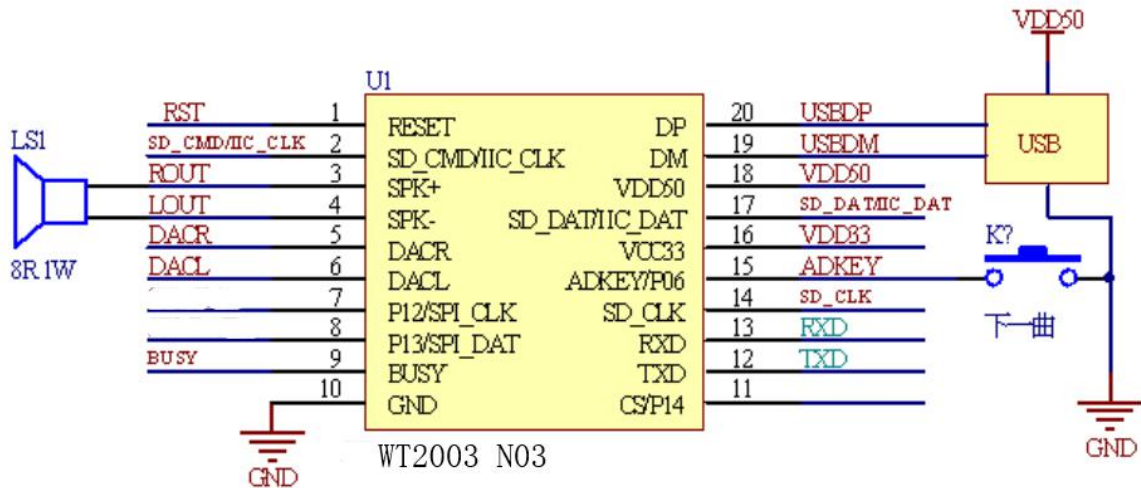 VDD50
U1
LS1
8R 1W
RST 1 RESET
SD_CMD/IIC_CLK 2 SD_CMD/IIC_CLK
ROUT 3 SPK+
LOUT 4 SPK-
DACR 5 DACR
DACL 6 DACL
7 P12/SPI_CLK
8 P13/SPI_DAT
BUSY 9 BUSY
10 GND
GND
DP 20 USBDP
DM 19 USBDM
VDD50 18 VDD50
SD_DAT/IIC_DAT 17 SD_DAT/IIC_DAT
VCC33 16 VDD33
ADKEY/P06 15 ADKEY
SD_CLK 14 SD_CLK
RXD 13 RXD
TXD 12 TXD
CS/P14 11
USB
K?
下一曲
GND
WT2003 N03